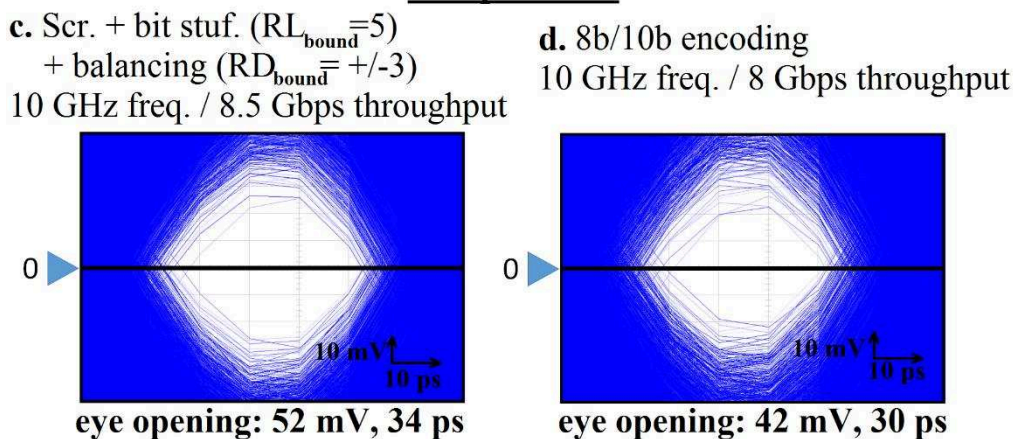 c. Scr. + bit stuf. (RLbound=5)
+ balancing (RDbound= +/-3)
10 GHz freq. / 8.5 Gbps throughput
0
10 mV
10 ps
eye opening: 52 mV, 34 ps
d. 8b/10b encoding
10 GHz freq. / 8 Gbps throughput
0
10 mV
10 ps
eye opening: 42 mV, 30 ps